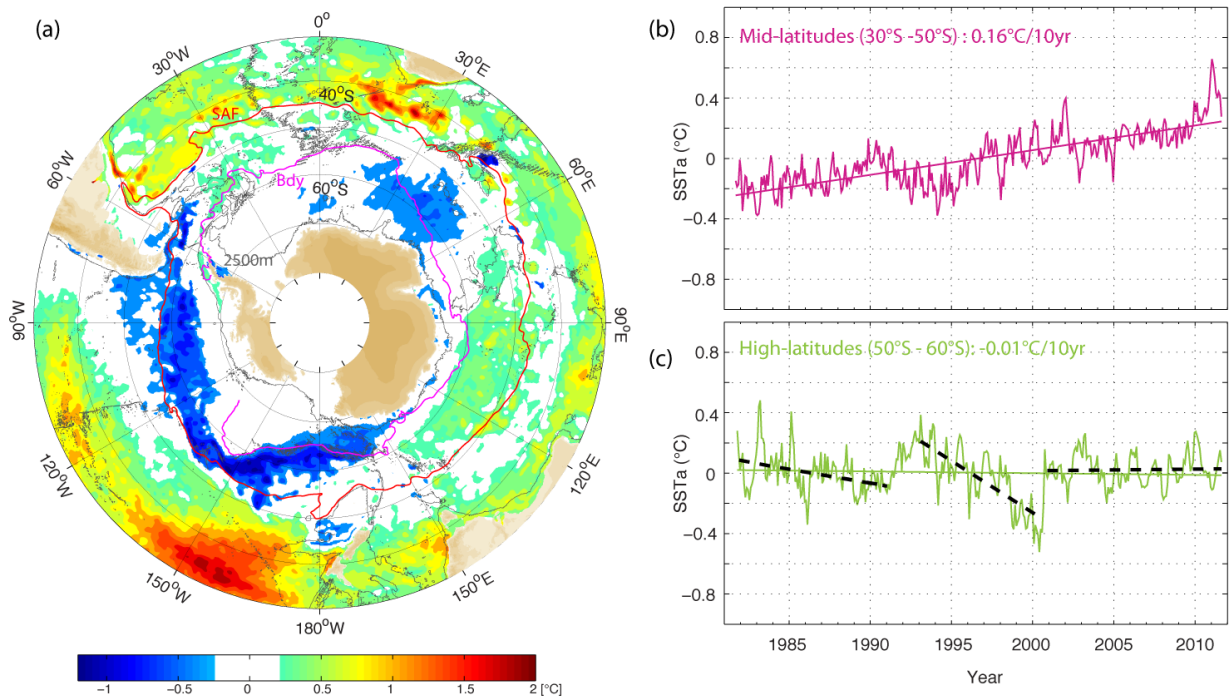 (a)
0°
30°W
30°E
40°S
SAF
60°W
60°E
Bdy
60°S
2500m
90°W
90°E
120°W
120°E
150°W
150°E
180°W
−1 −0.5 0 0.5 1 1.5 2 [°C]
(b)
Mid-latitudes (30°S -50°S) : 0.16°C/10yr
SSTa (°C)
0.8
0.4
0
−0.4
−0.8
(c)
High-latitudes (50°S - 60°S): -0.01°C/10yr
SSTa (°C)
0.8
0.4
0
−0.4
−0.8
1985 1990 1995 2000 2005 2010
Year